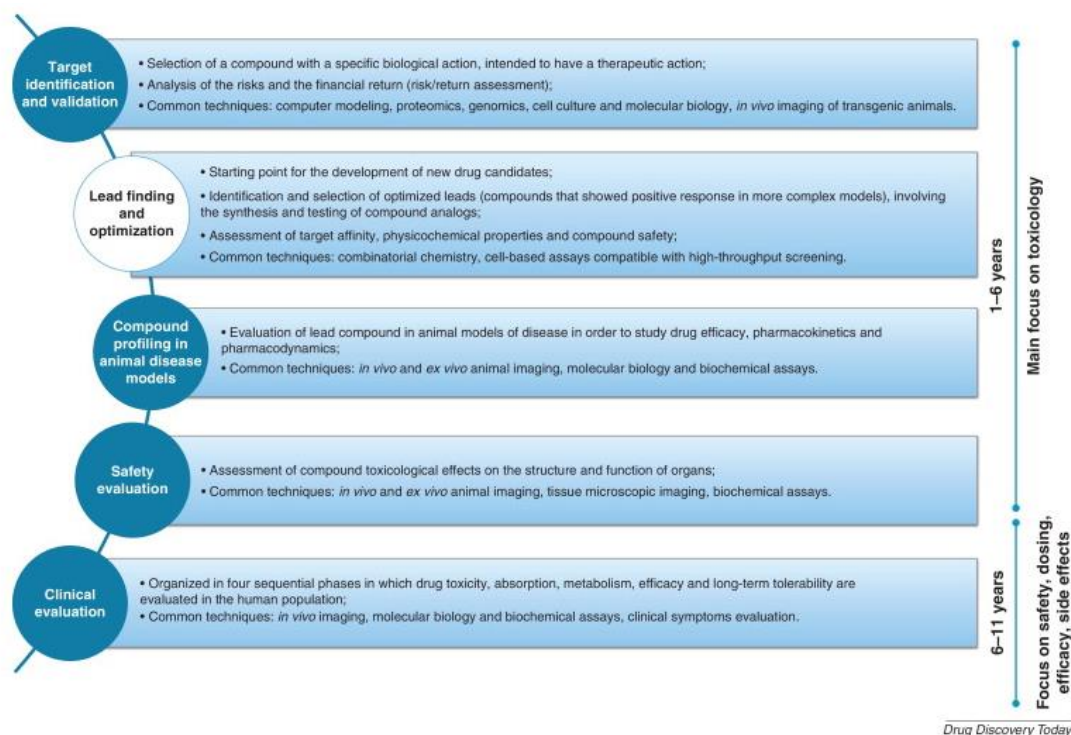 Target
identification
and validation
• Selection of a compound with a specific biological action, intended to have a therapeutic action;
• Analysis of the risks and the financial return (risk/return assessment);
• Common techniques: computer modeling, proteomics, genomics, cell culture and molecular biology, in vivo imaging of transgenic animals.
Lead finding
and
optimization
• Starting point for the development of new drug candidates;
• Identification and selection of optimized leads (compounds that showed positive response in more complex models), involving
the synthesis and testing of compound analogs;
• Assessment of target affinity, physicochemical properties and compound safety;
• Common techniques: combinatorial chemistry, cell-based assays compatible with high-throughput screening.
Compound
profiling in
animal disease
models
• Evaluation of lead compound in animal models of disease in order to study drug efficacy, pharmacokinetics and
pharmacodynamics;
• Common techniques: in vivo and ex vivo animal imaging, molecular biology and biochemical assays.
Safety
evaluation
• Assessment of compound toxicological effects on the structure and function of organs;
• Common techniques: in vivo and ex vivo animal imaging, tissue microscopic imaging, biochemical assays.
Clinical
evaluation
• Organized in four sequential phases in which drug toxicity, absorption, metabolism, efficacy and long-term tolerability are
evaluated in the human population;
• Common techniques: in vivo imaging, molecular biology and biochemical assays, clinical symptoms evaluation.
1–6 years
Main focus on toxicology
6–11 years
Focus on safety, dosing,
efficacy, side effects
Drug Discovery Today